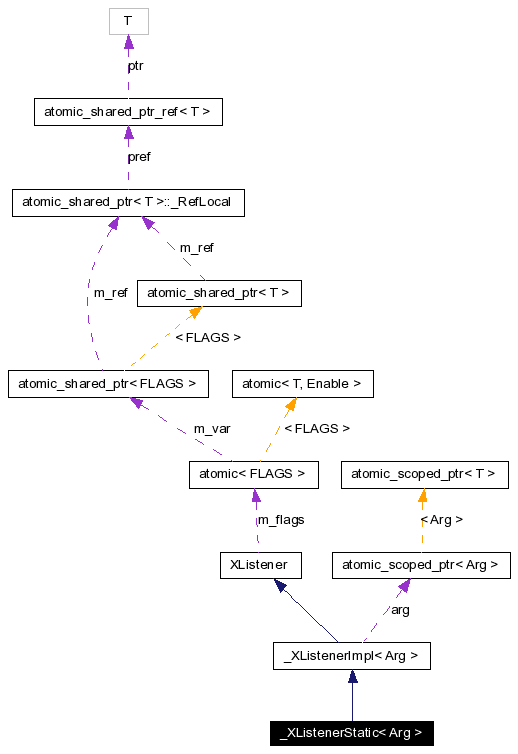 T
ptr
atomic_shared_ptr_ref< T >
pref
atomic_shared_ptr< T >::_RefLocal
m_ref
m_ref
atomic_shared_ptr< T >
< FLAGS >
atomic_shared_ptr< FLAGS >
atomic< T, Enable >
m_var
< FLAGS >
atomic< FLAGS >
atomic_scoped_ptr< T >
m_flags
< Arg >
XListener
atomic_scoped_ptr< Arg >
arg
_XListenerImpl< Arg >
_XListenerStatic< Arg >